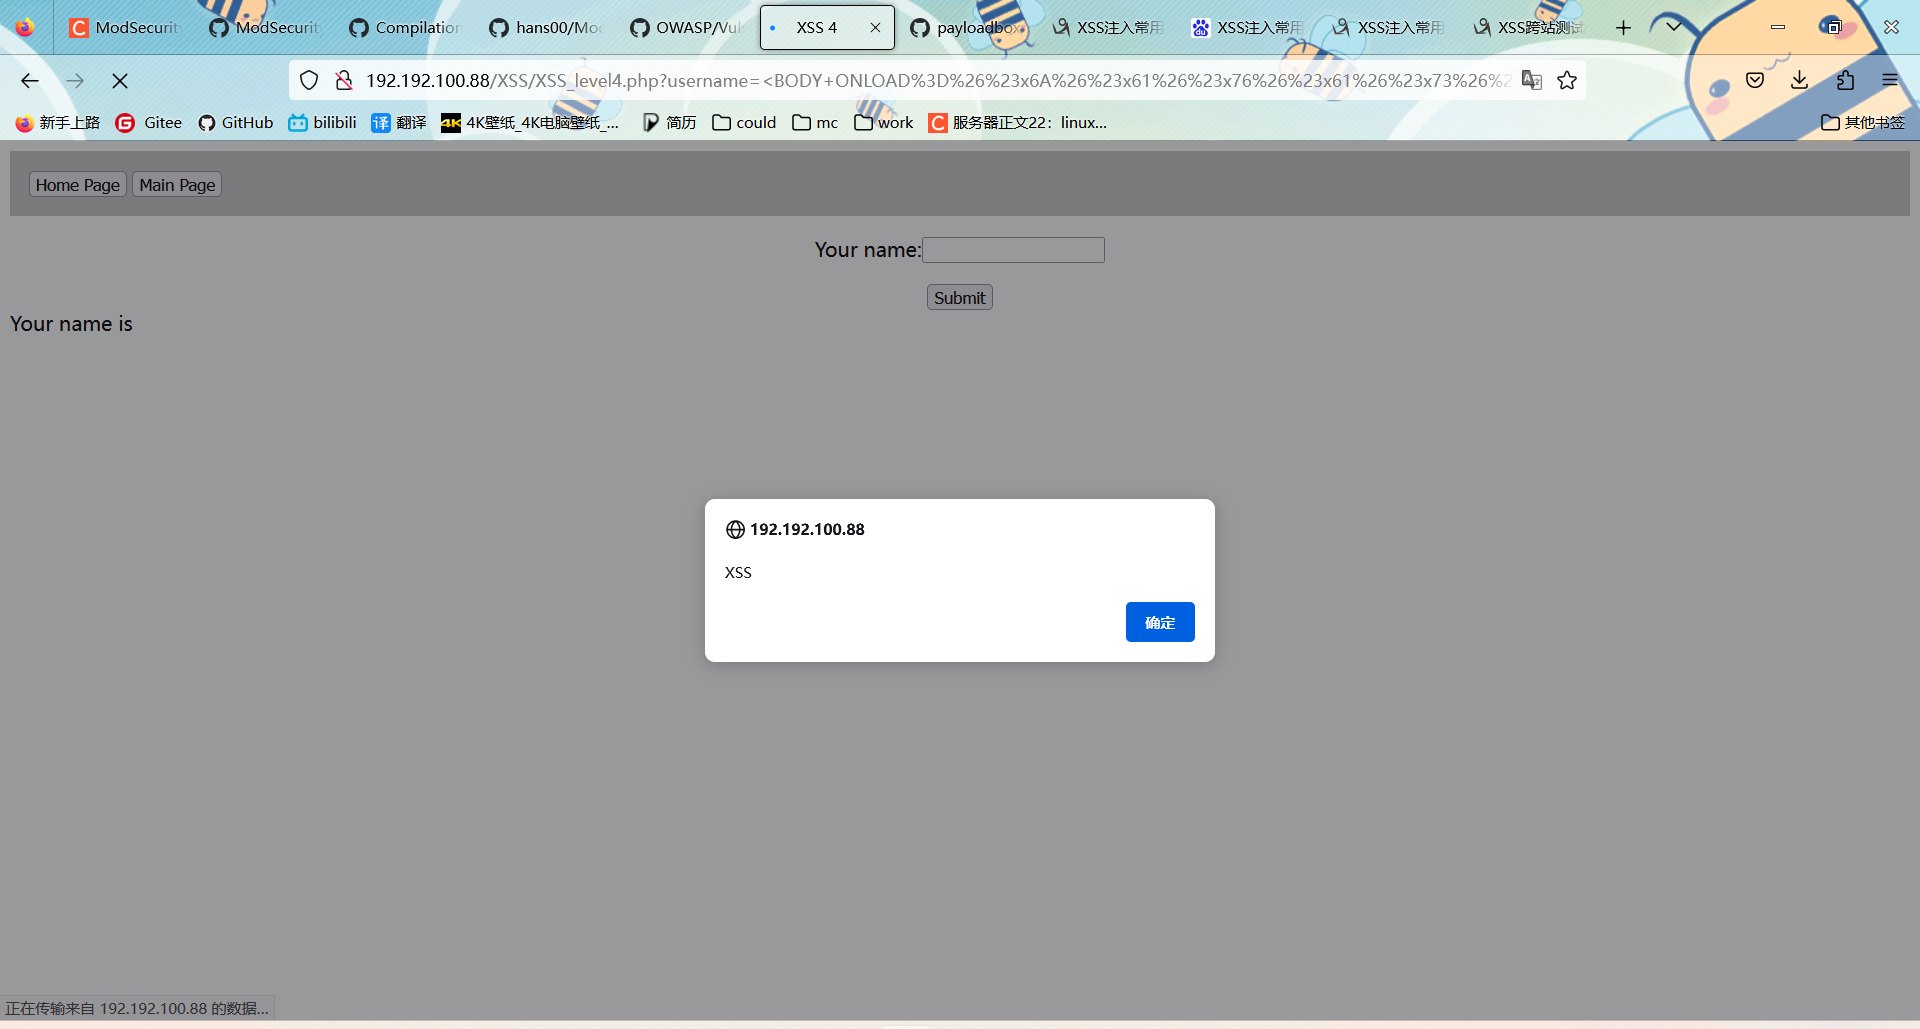 ModSecurit
ModSecurity
Compilation
hans00/Mod
OWASP/Vul
XSS 4
payloadbox
XSS注入常用
XSS注入常用
XSS注入常用
XSS跨站测试
192.192.100.88/XSS/XSS_level4.php?username=<BODY+ONLOAD%3D%26%23x6A%26%23x61%26%23x76%26%23x61%26%23x73%26%2
新手上路
Gitee
GitHub
bilibili
译 翻译
4K 4K壁纸_4K电脑壁纸_...
简历
could
mc
work
服务器正文22：linux...
其他书签
Home Page
Main Page
Your name:
Submit
Your name is
192.192.100.88
XSS
确定
正在传输来自 192.192.100.88 的数据...